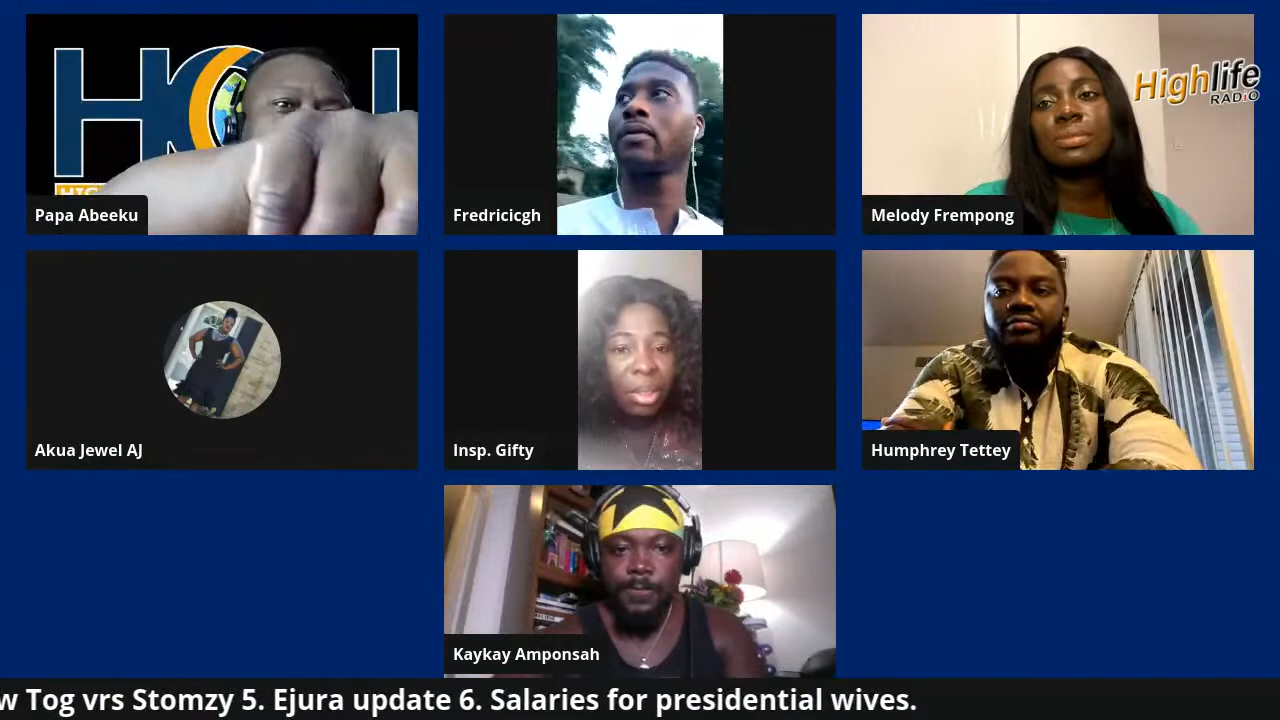 Papa Abeeku
Fredricicgh
Melody Frempong
Highlife
RADIO
Akua Jewel AJ
Insp. Gifty
Humphrey Tettey
Kaykay Amponsah
Tog vrs Stomzy 5. Ejura update 6. Salaries for presidential wives.